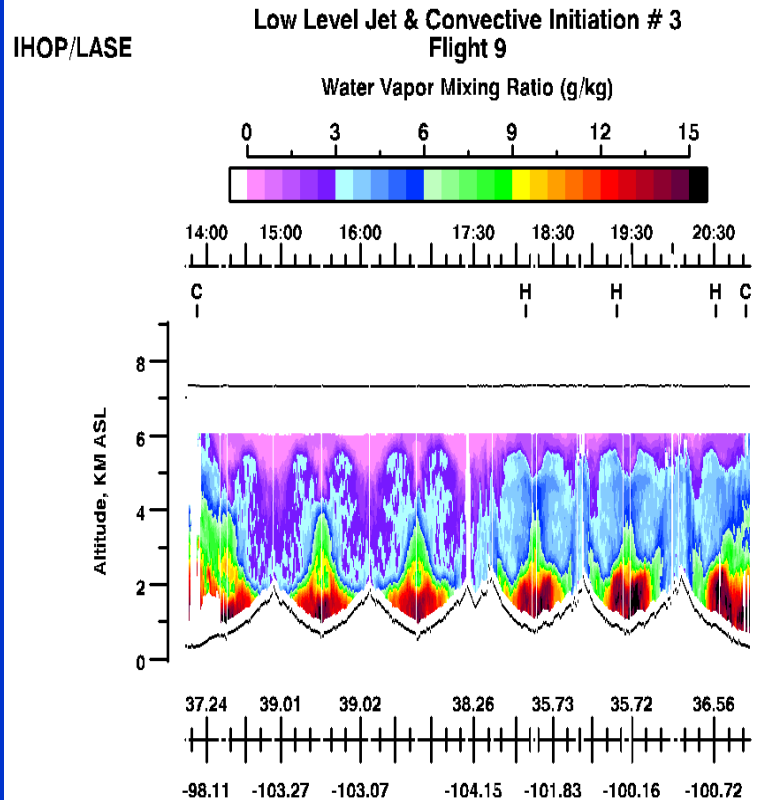 Low Level Jet & Convective Initiation # 3
IHOP/LASE Flight 9
Water Vapor Mixing Ratio (g/kg)
0 3 6 9 12 15
14:00 15:00 16:00 17:30 18:30 19:30 20:30
C H H H C
Altitude, KM ASL
8
6
4
2
0
37.24 39.01 39.02 38.26 35.73 35.72 36.56
-98.11 -103.27 -103.07 -104.15 -101.83 -100.16 -100.72